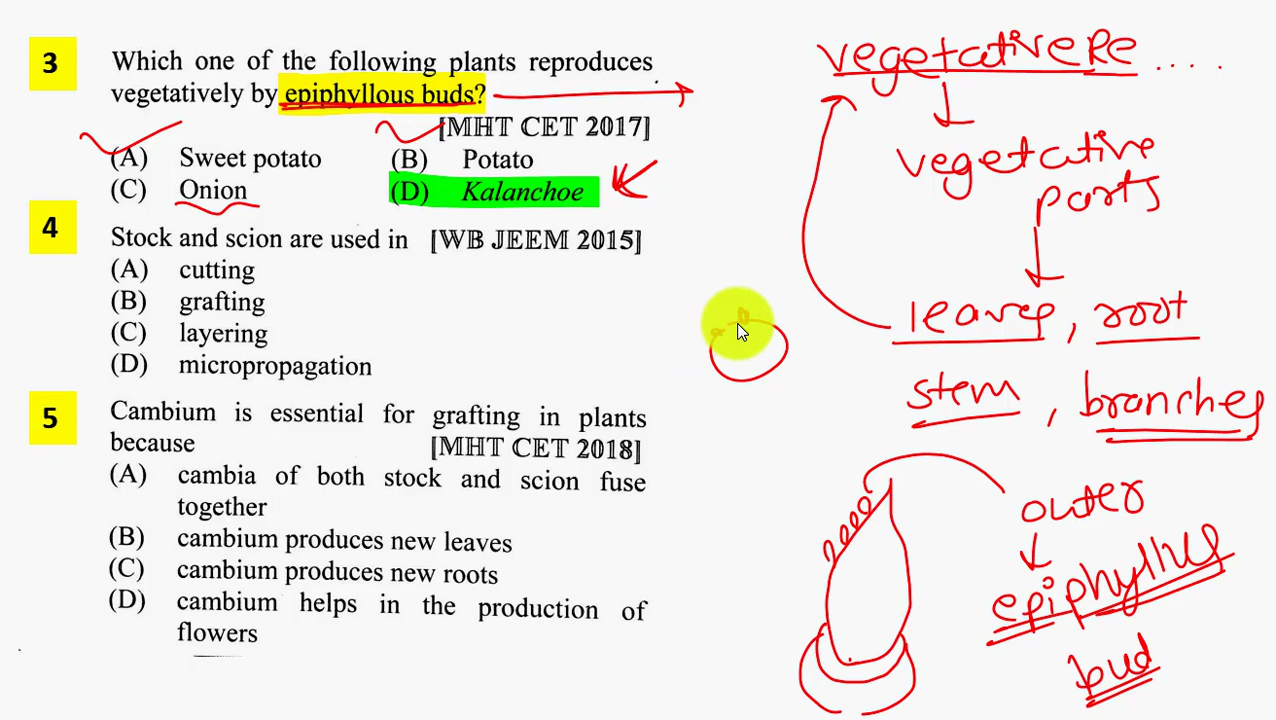 3
Which one of the following plants reproduces
vegetatively by epiphyllous buds?
[MHT CET 2017]
(A) Sweet potato (B) Potato
(C) Onion (D) Kalanchoe
4
Stock and scion are used in [WB JEEM 2015]
(A) cutting
(B) grafting
(C) layering
(D) micropropagation
5
Cambium is essential for grafting in plants
because [MHT CET 2018]
(A) cambia of both stock and scion fuse
together
(B) cambium produces new leaves
(C) cambium produces new roots
(D) cambium helps in the production of
flowers
vegetative Re .....
vegetative
parts
leaves, root
stem, branches
outer
epiphyllus
bud